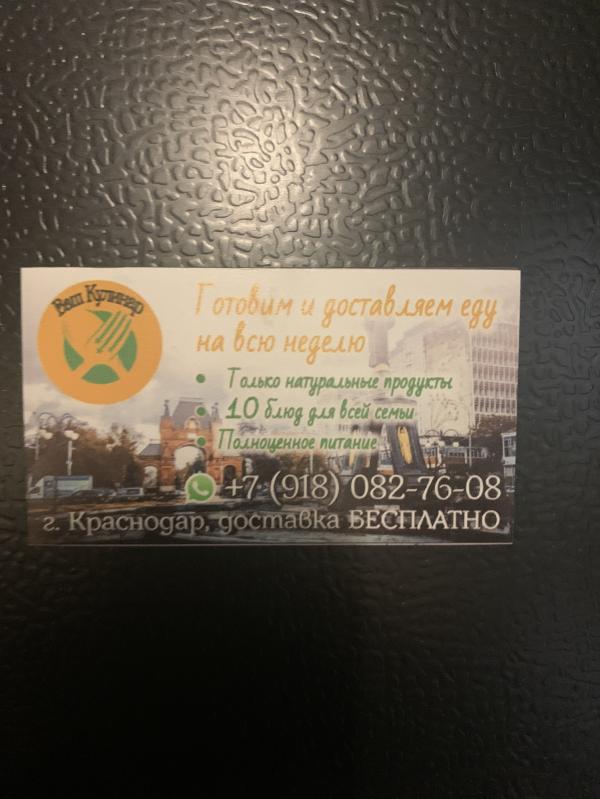 Ваш Кулинар
Готовим и доставляем еду
на всю неделю
• Только натуральные продукты
• 10 блюд для всей семьи
• Полноценное питание
+7 (918) 082-76-08
г. Краснодар, доставка БЕСПЛАТНО